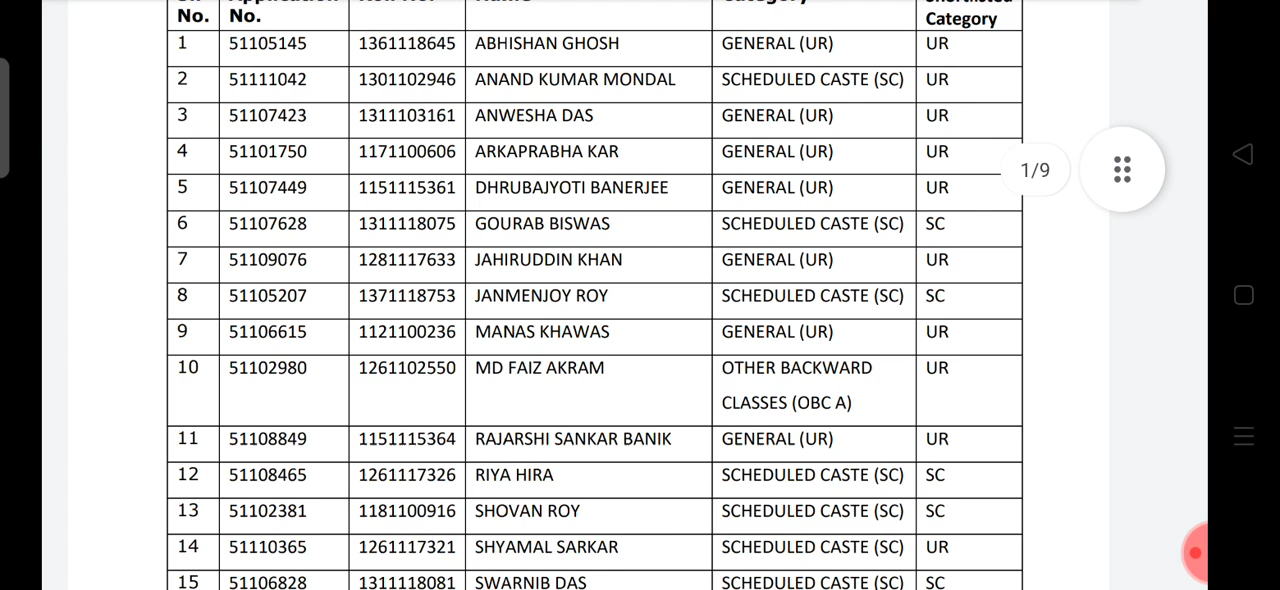 No. No. Category
1 51105145 1361118645 ABHISHAN GHOSH GENERAL (UR) UR
2 51111042 1301102946 ANAND KUMAR MONDAL SCHEDULED CASTE (SC) UR
3 51107423 1311103161 ANWESHA DAS GENERAL (UR) UR
4 51101750 1171100606 ARKAPRABHA KAR GENERAL (UR) UR
1/9
5 51107449 1151115361 DHRUBAJYOTI BANERJEE GENERAL (UR) UR
6 51107628 1311118075 GOURAB BISWAS SCHEDULED CASTE (SC) SC
7 51109076 1281117633 JAHIRUDDIN KHAN GENERAL (UR) UR
8 51105207 1371118753 JANMENJOY ROY SCHEDULED CASTE (SC) SC
9 51106615 1121100236 MANAS KHAWAS GENERAL (UR) UR
10 51102980 1261102550 MD FAIZ AKRAM OTHER BACKWARD UR
CLASSES (OBC A)
11 51108849 1151115364 RAJARSHI SANKAR BANIK GENERAL (UR) UR
12 51108465 1261117326 RIYA HIRA SCHEDULED CASTE (SC) SC
13 51102381 1181100916 SHOVAN ROY SCHEDULED CASTE (SC) SC
14 51110365 1261117321 SHYAMAL SARKAR SCHEDULED CASTE (SC) UR
15 51106828 1311118081 SWARNIB DAS SCHEDULED CASTE (SC) SC